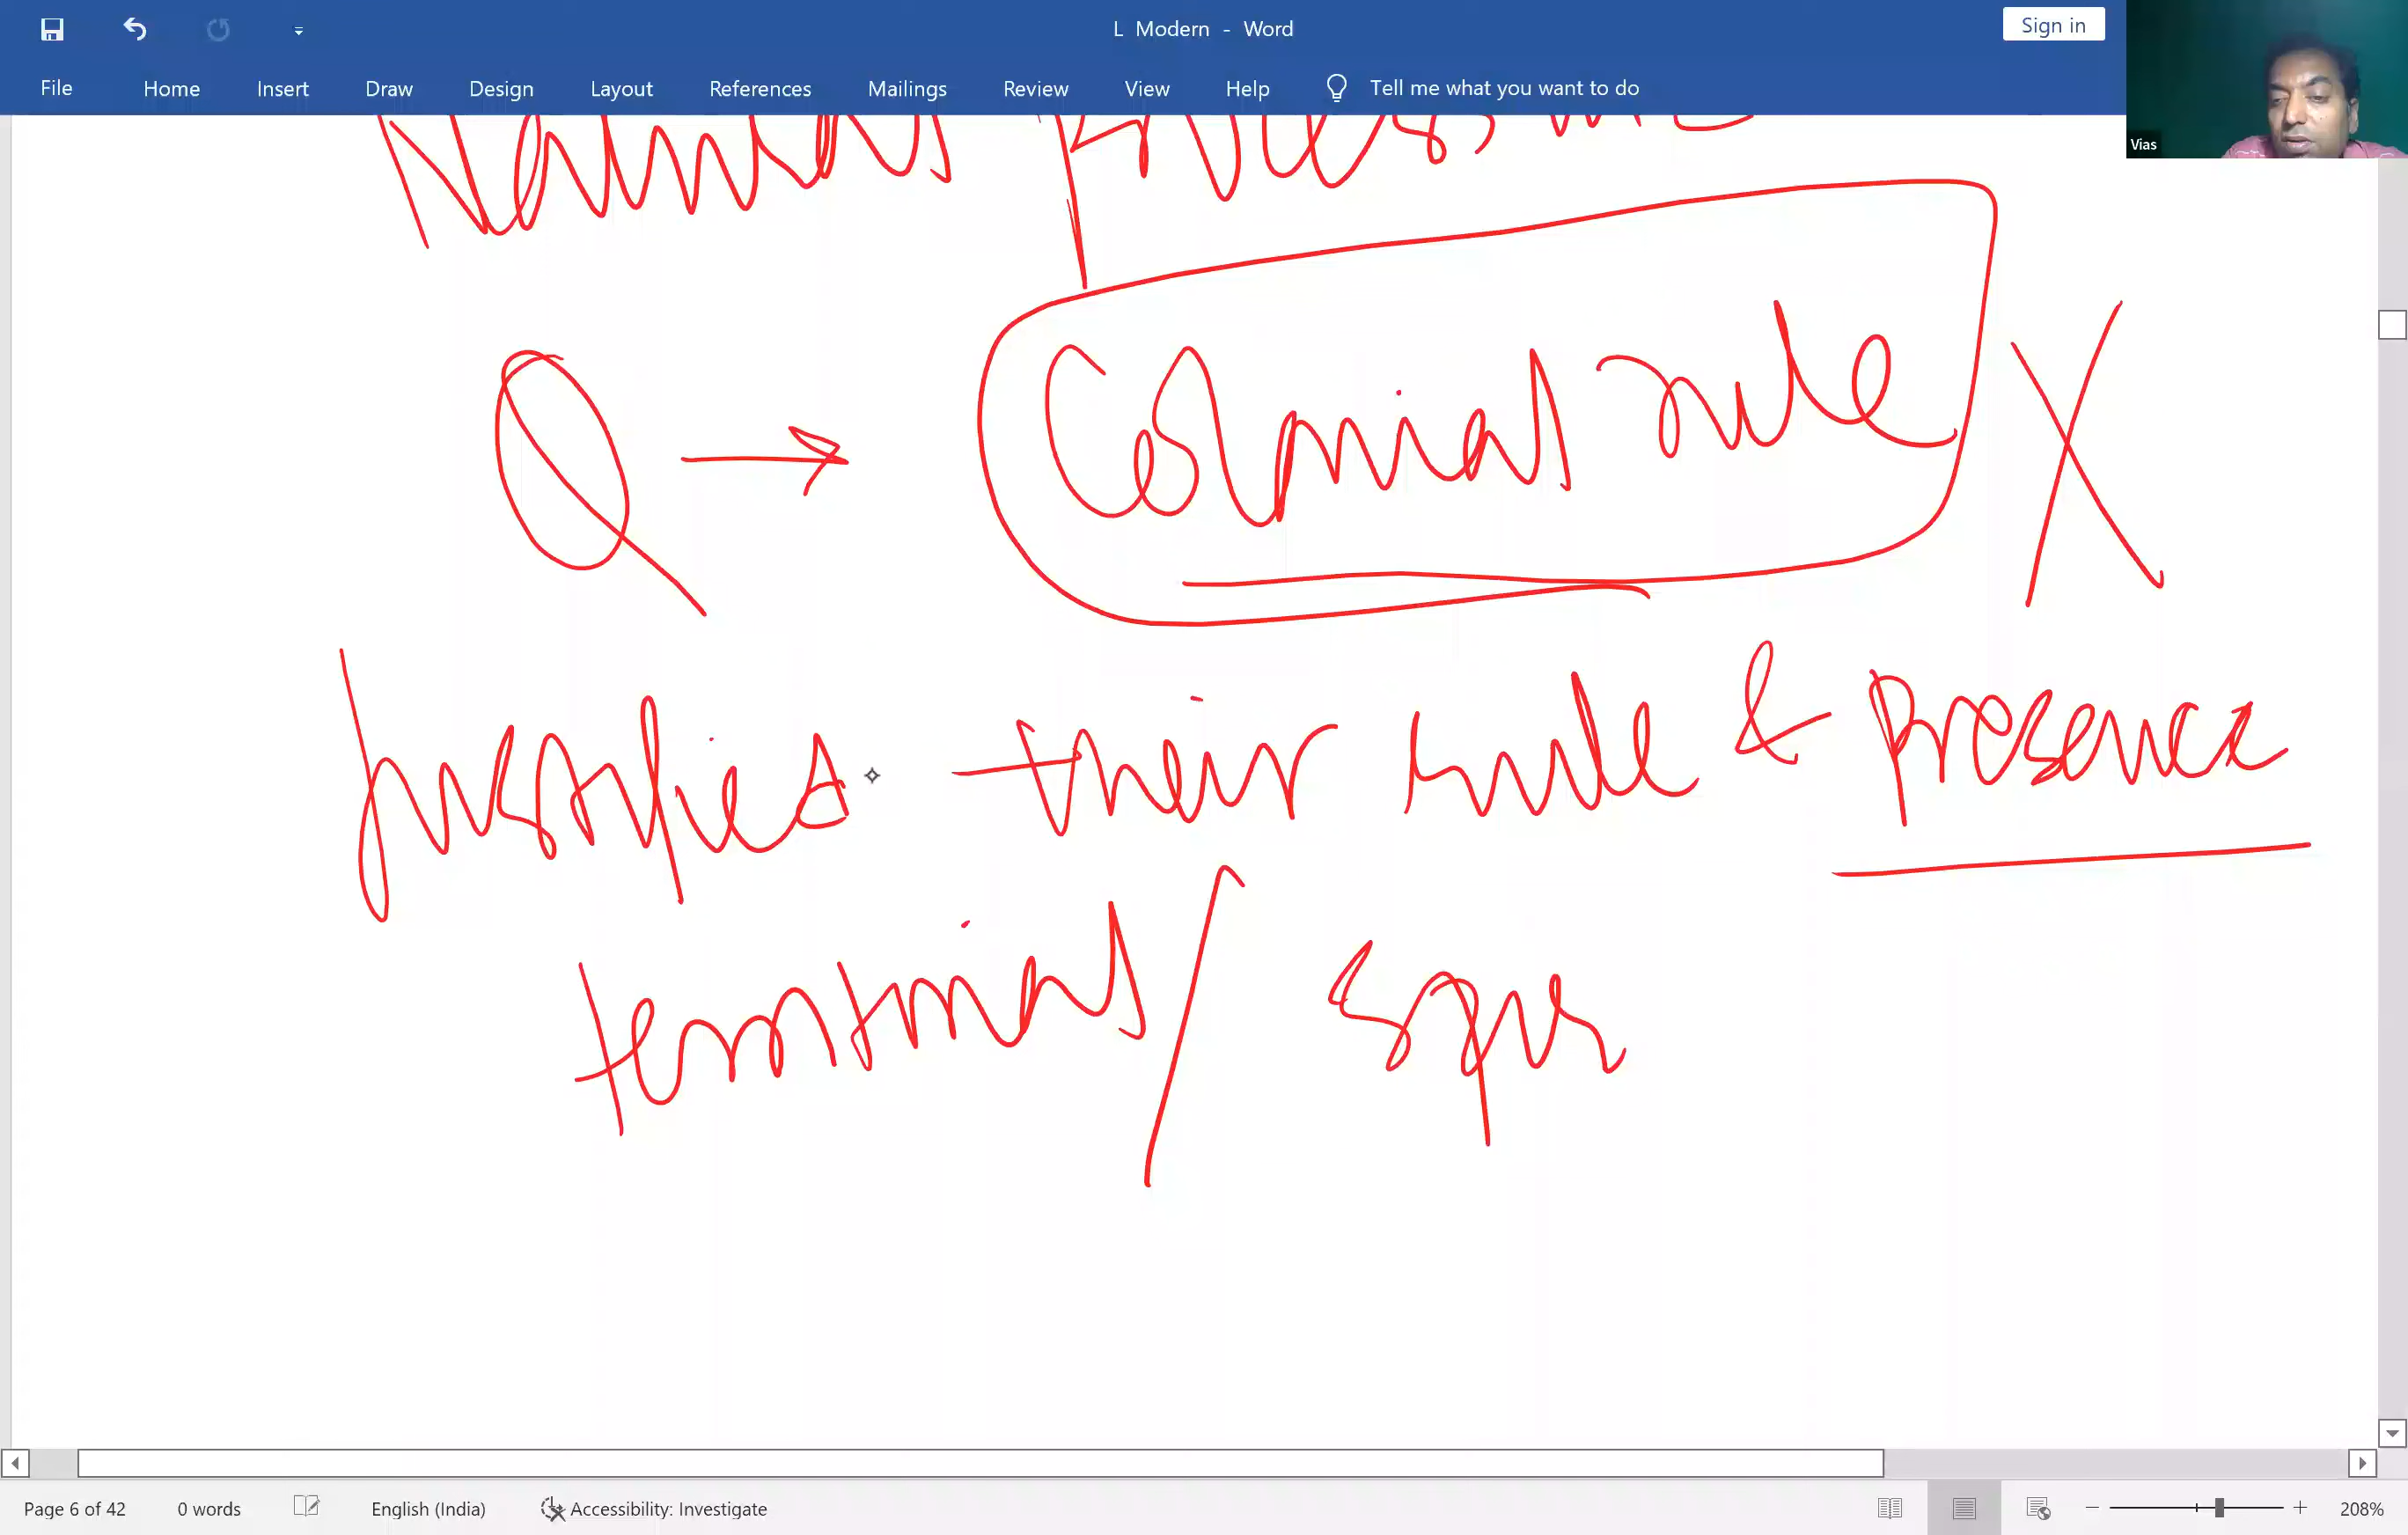 L Modern - Word
Sign in
File Home Insert Draw Design Layout References Mailings Review View Help Tell me what you want to do
Vias
Q → Colonial rule X
Justifies their rule & presence
territorial /
Page 6 of 42 0 words English (India) Accessibility: Investigate 208%